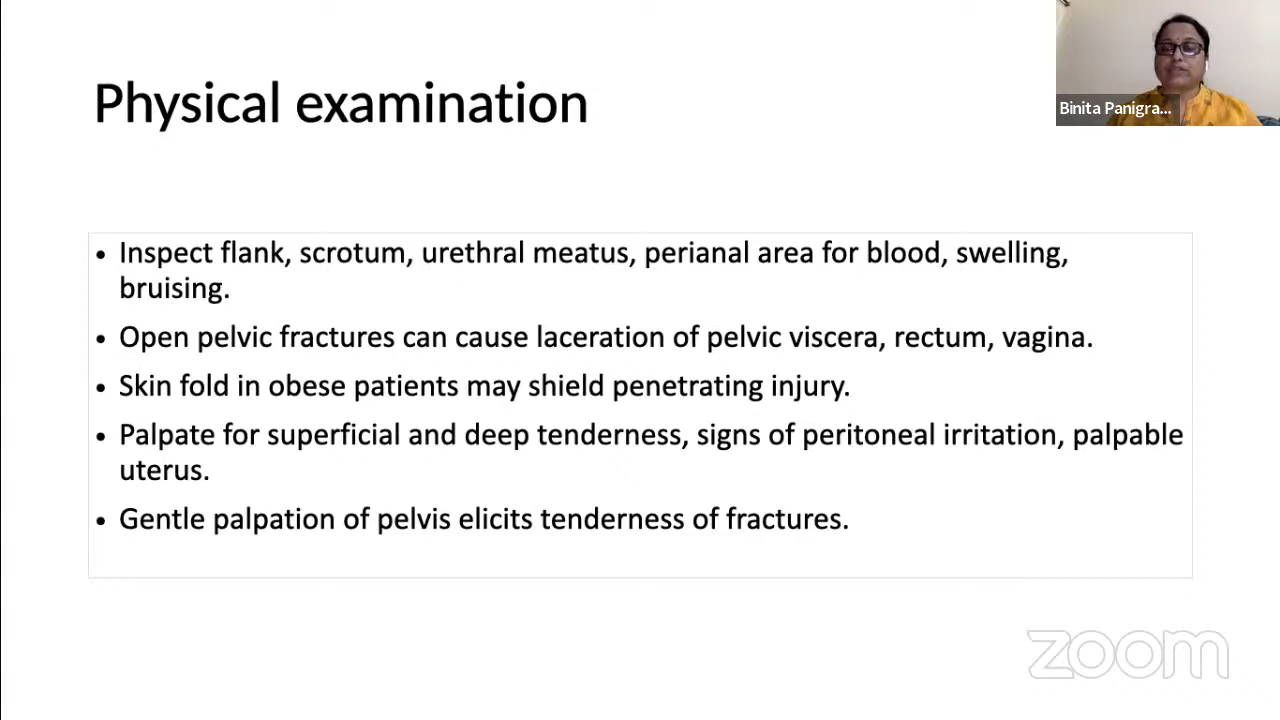 Physical examination
Binita Panigra...
• Inspect flank, scrotum, urethral meatus, perianal area for blood, swelling,
bruising.
• Open pelvic fractures can cause laceration of pelvic viscera, rectum, vagina.
• Skin fold in obese patients may shield penetrating injury.
• Palpate for superficial and deep tenderness, signs of peritoneal irritation, palpable
uterus.
• Gentle palpation of pelvis elicits tenderness of fractures.
zoom